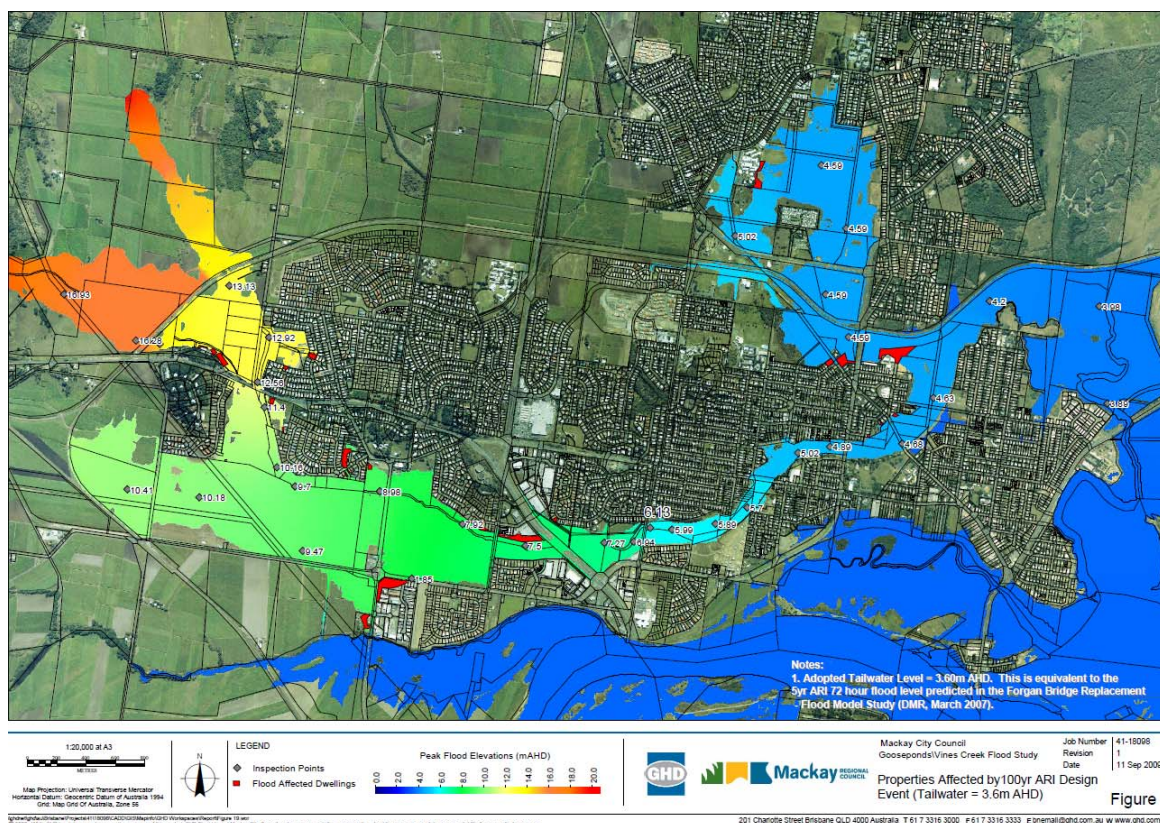 4.59
5.02
4.59
13.13
16.93
4.59
4.2
3.98
16.28
12.92
4.59
12.58
11.4
4.63
3.89
4.68
4.89
5.02
10.16
9.7
8.98
10.41
10.18
5.7
7.92
6.13
5.89
5.99
7.5
7.27
6.94
9.47
Notes:
1. Adopted Tailwater Level = 3.60m AHD. This is equivalent to the
5yr ARI 72 hour flood level predicted in the Forgan Bridge Replacement
Flood Model Study (DMR, March 2007).
1:20,000 at A3
0 200 400 600 800
METRES
Map Projection: Universal Transverse Mercator
Horizontal Datum: Geocentric Datum of Australia 1994
Grid: Map Grid Of Australia, Zone 55
N
LEGEND
Inspection Points
Flood Affected Dwellings
Peak Flood Elevations (mAHD)
0.0 2.0 4.0 6.0 8.0 10.0 12.0 14.0 16.0 18.0 20.0
GHD
Mackay REGIONAL COUNCIL
Mackay City Council
Gooseponds\Vines Creek Flood Study
Properties Affected by100yr ARI Design
Event (Tailwater = 3.6m AHD)
Job Number 41-18098
Revision 1
Date 11 Sep 2009
Figure
201 Charlotte Street Brisbane QLD 4000 Australia T 61 7 3316 3000 F 61 7 3316 3333 E bnemail@ghd.com.au W www.ghd.com